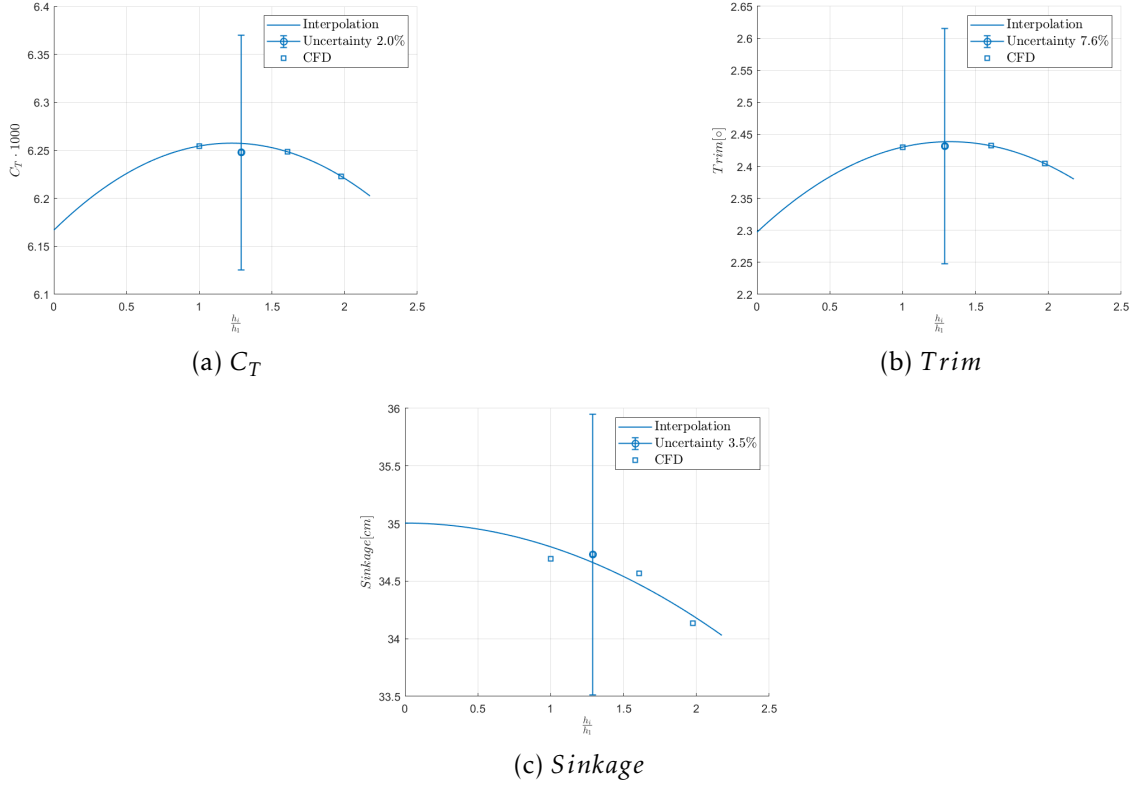 6.4
6.35
6.3
6.25
6.2
6.15
6.1
C_T · 1000
Interpolation
Uncertainty 2.0%
CFD
0 0.5 1 1.5 2 2.5
h_i/h_1
(a) C_T
2.65
2.6
2.55
2.5
2.45
2.4
2.35
2.3
2.25
2.2
Trim[○]
Interpolation
Uncertainty 7.6%
CFD
0 0.5 1 1.5 2 2.5
h_i/h_1
(b) Trim
36
35.5
35
34.5
34
33.5
Sinkage[cm]
Interpolation
Uncertainty 3.5%
CFD
0 0.5 1 1.5 2 2.5
h_i/h_1
(c) Sinkage